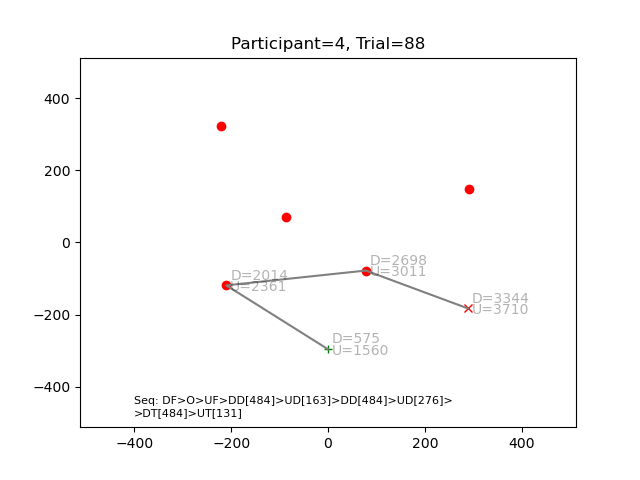 Participant=4, Trial=88
400
200
0
−200
−400
D=2698
U=3011
D=2014
U=2361
D=3344
U=3710
D=575
U=1560
Seq: DF>O>UF>DD[484]>UD[163]>DD[484]>UD[276]>
>DT[484]>UT[131]
−400
−200
0
200
400